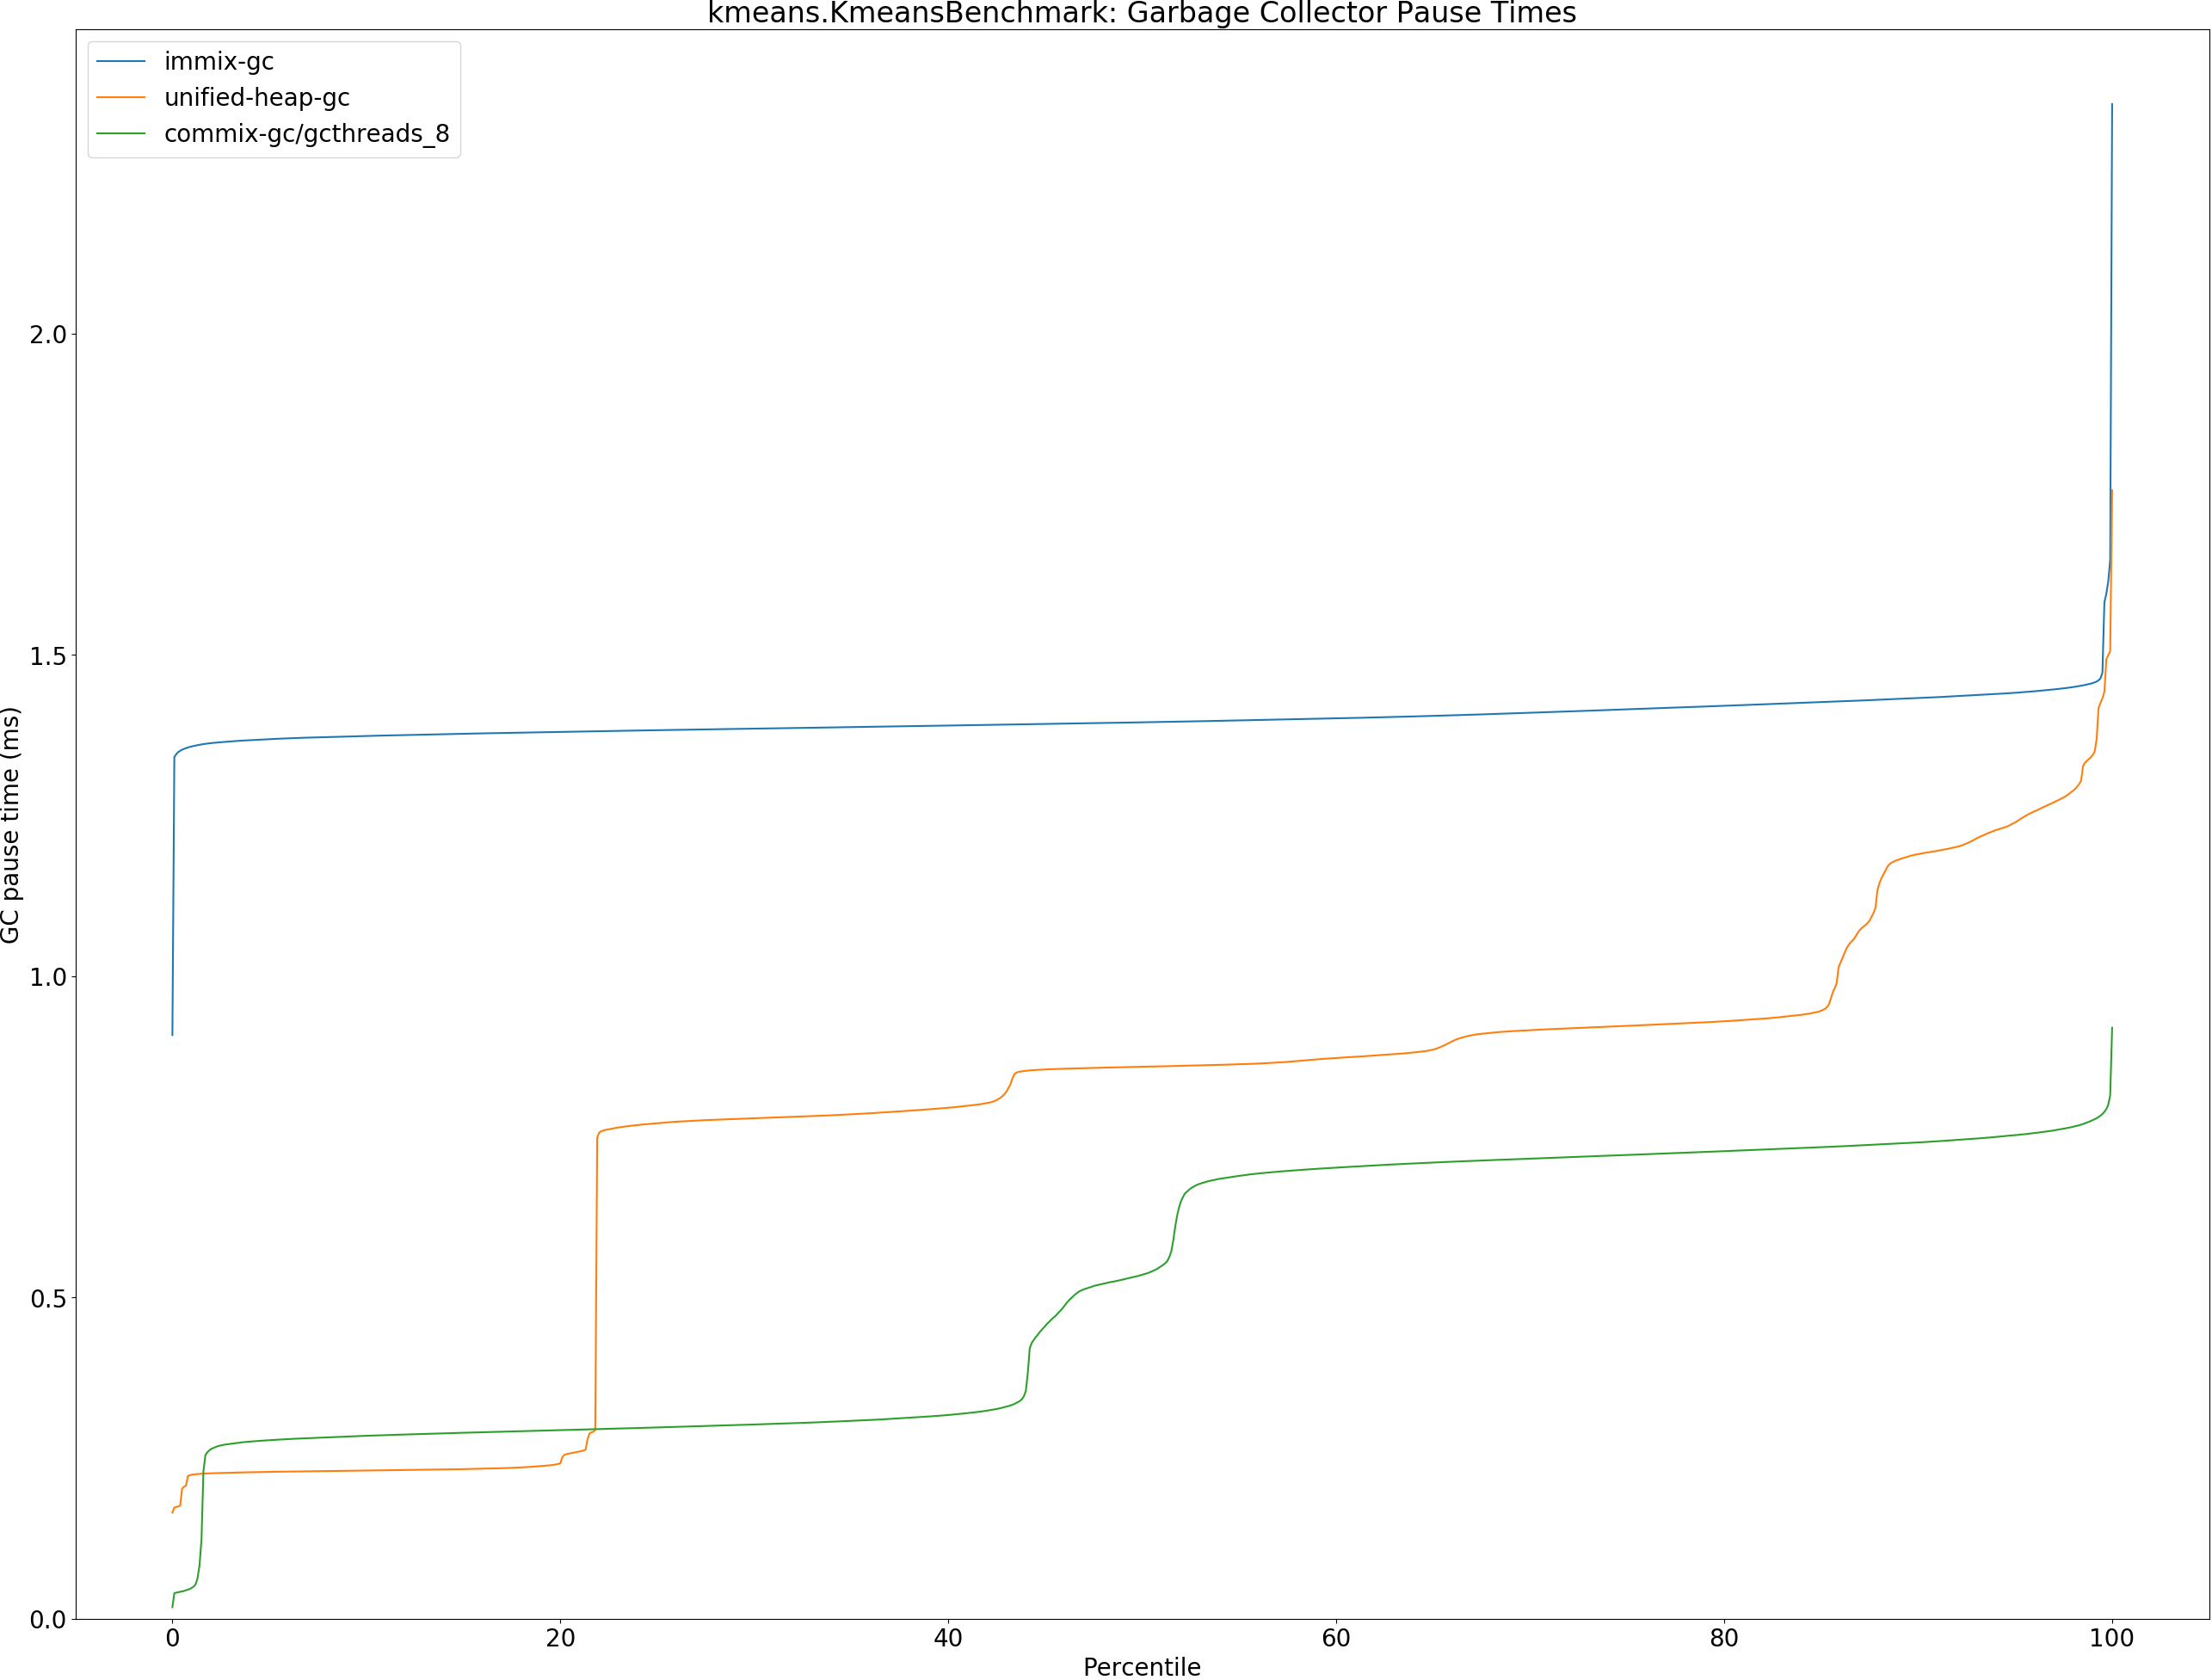 kmeans.KmeansBenchmark: Garbage Collector Pause Times
immix-gc
unified-heap-gc
commix-gc/gcthreads_8
GC pause time (ms)
2.0
1.5
1.0
0.5
0.0
0 20 40 60 80 100
Percentile